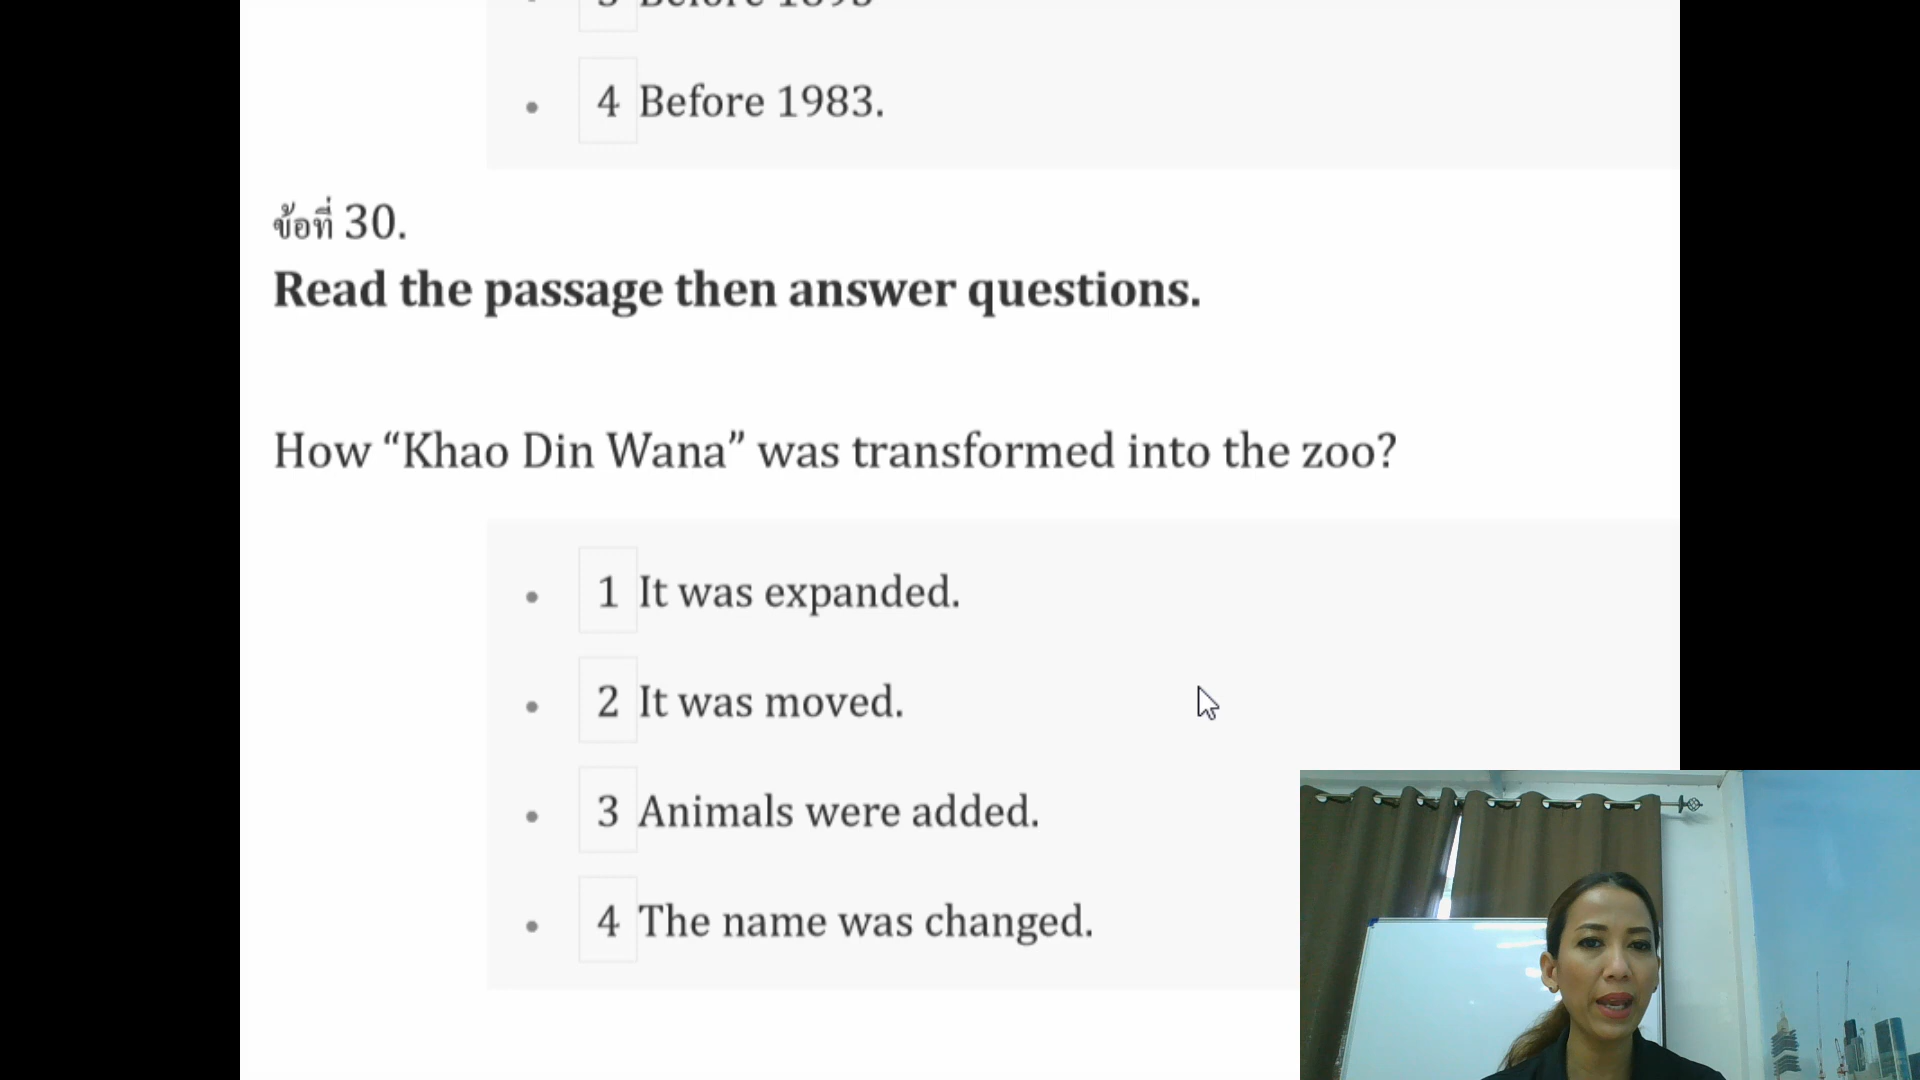 4 Before 1983.
ข้อที่ 30.
Read the passage then answer questions.
How “Khao Din Wana” was transformed into the zoo?
1 It was expanded.
2 It was moved.
3 Animals were added.
4 The name was changed.